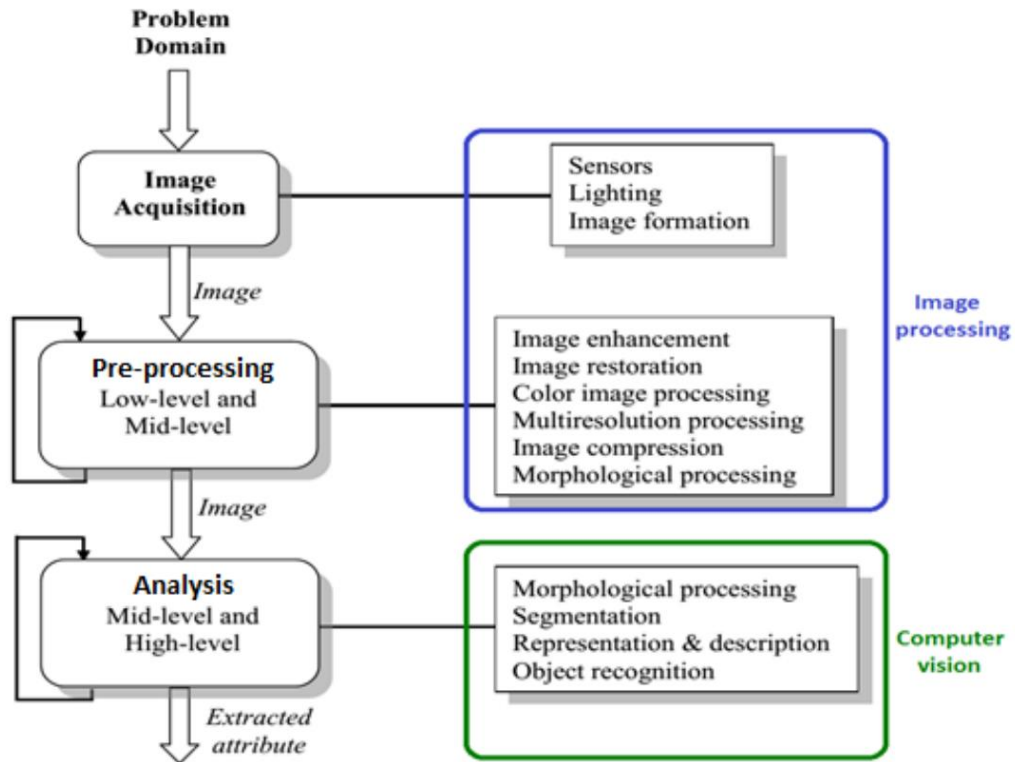 Problem
Domain
Image
Acquisition
Sensors
Lighting
Image formation
Image
Image
processing
Pre-processing
Low-level and
Mid-level
Image enhancement
Image restoration
Color image processing
Multiresolution processing
Image compression
Morphological processing
Image
Analysis
Mid-level and
High-level
Morphological processing
Segmentation
Representation & description
Object recognition
Computer
vision
Extracted
attribute